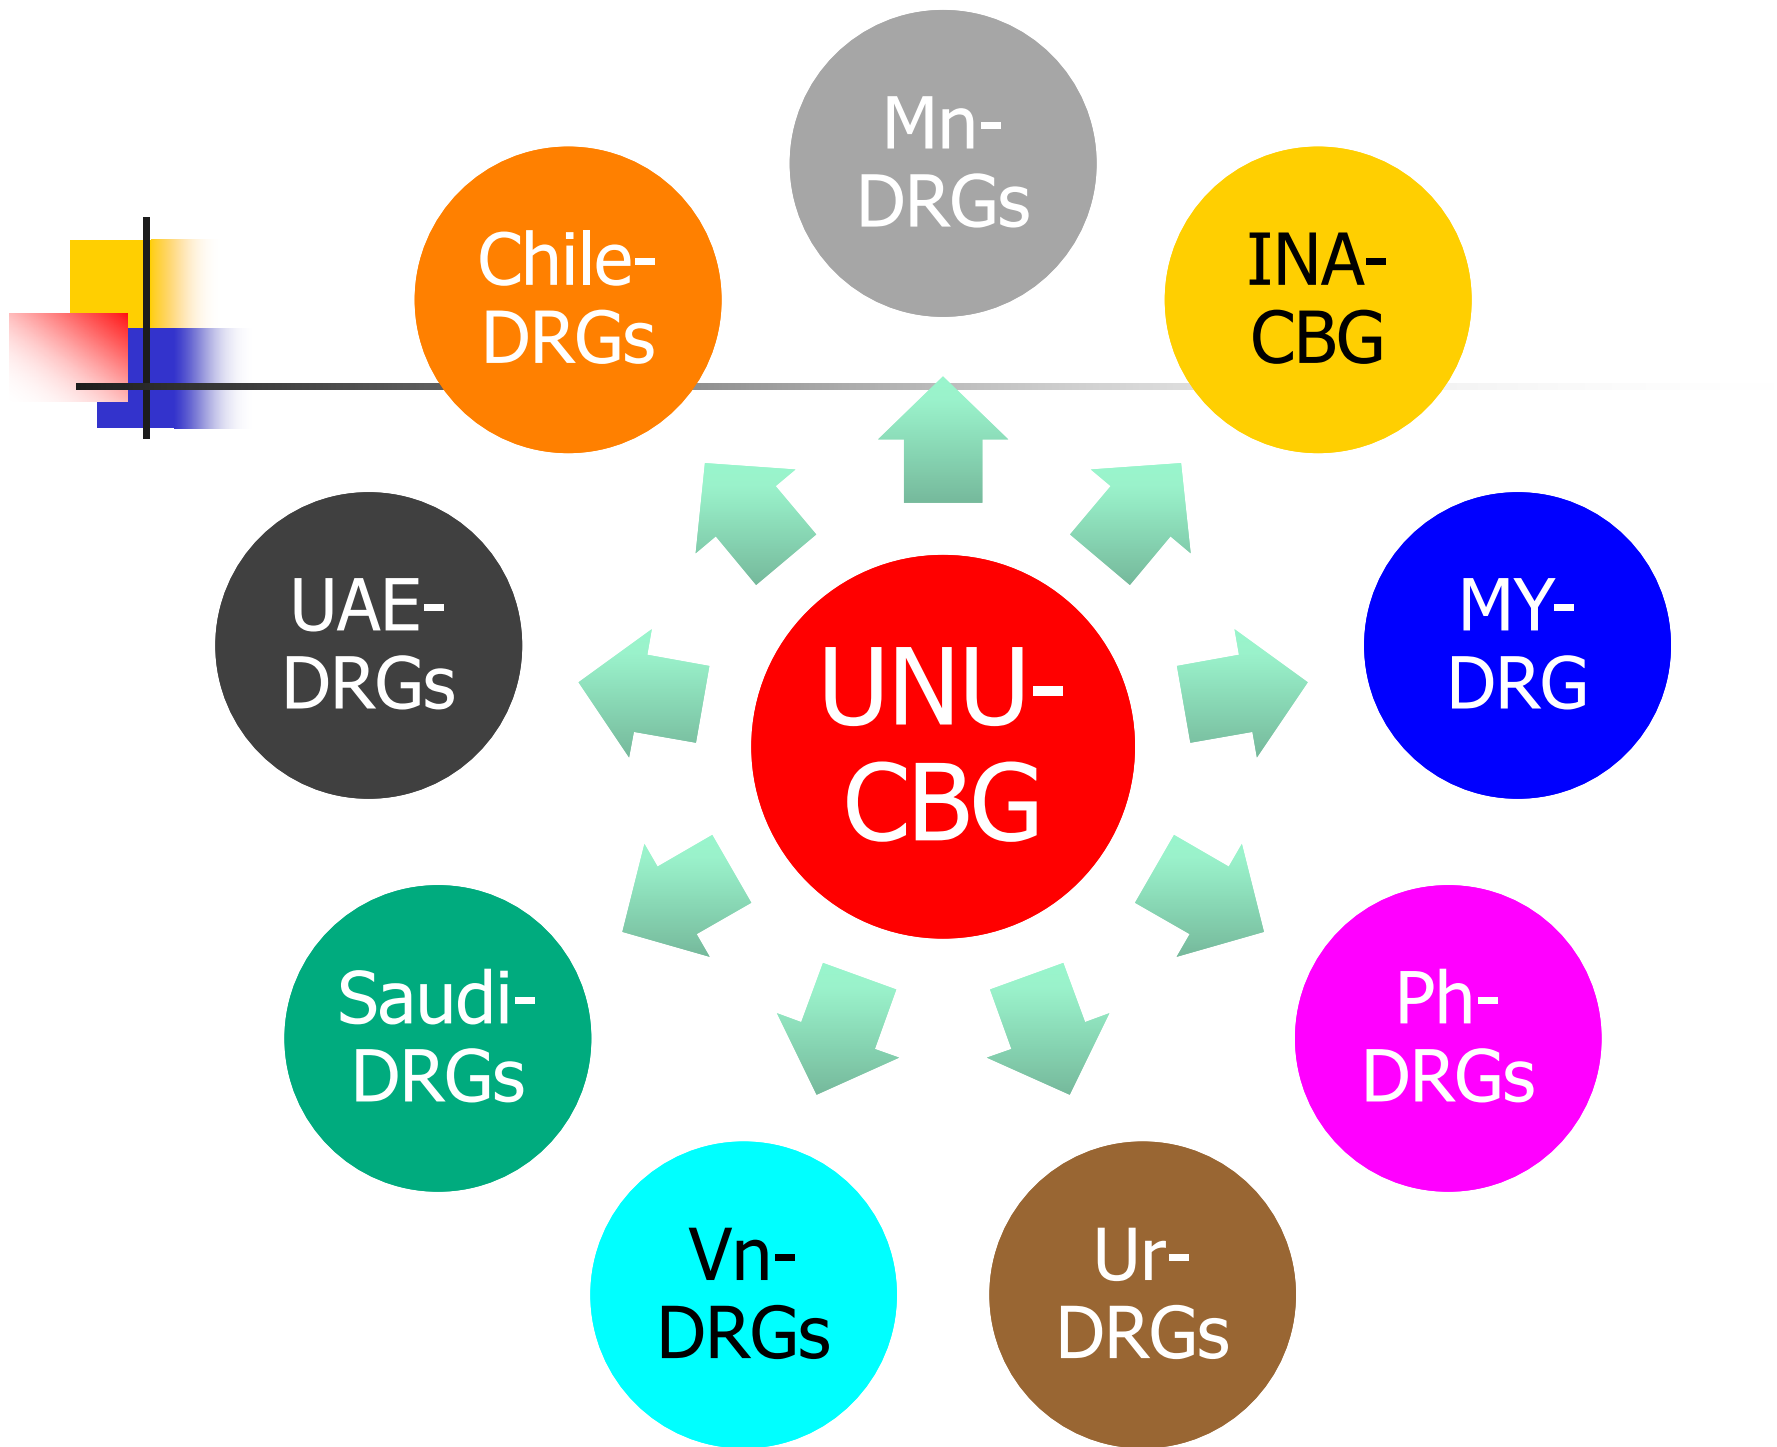 Mn-
DRGs
INA-
CBG
MY-
DRG
Ph-
DRGs
Ur-
DRGs
Vn-
DRGs
Saudi-
DRGs
UAE-
DRGs
Chile-
DRGs
UNU-
CBG